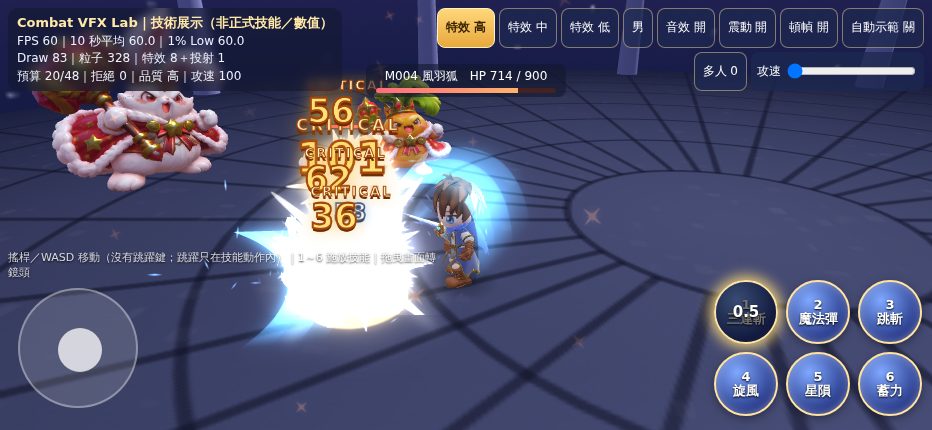 Combat VFX Lab｜技術展示（非正式技能／數值）
FPS 60｜10 秒平均 60.0｜1% Low 60.0
Draw 83｜粒子 328｜特效 8＋投射 1
預算 20/48｜拒絕 0｜品質 高｜攻速 100
特效 高
特效 中
特效 低
男
音效 開
震動 開
頓幀 開
自動示範 關
多人 0
攻速
M004 風羽狐 HP 714 / 900
56
CRITICAL
101
CRITICAL
62
CRITICAL
36
搖桿／WASD 移動（沒有跳躍鍵；跳躍只在技能動作內）｜1～6 施放技能｜拖曳畫面轉
鏡頭
1
0.5
三連斬
2
魔法彈
3
跳斬
4
旋風
5
星隕
6
蓄力